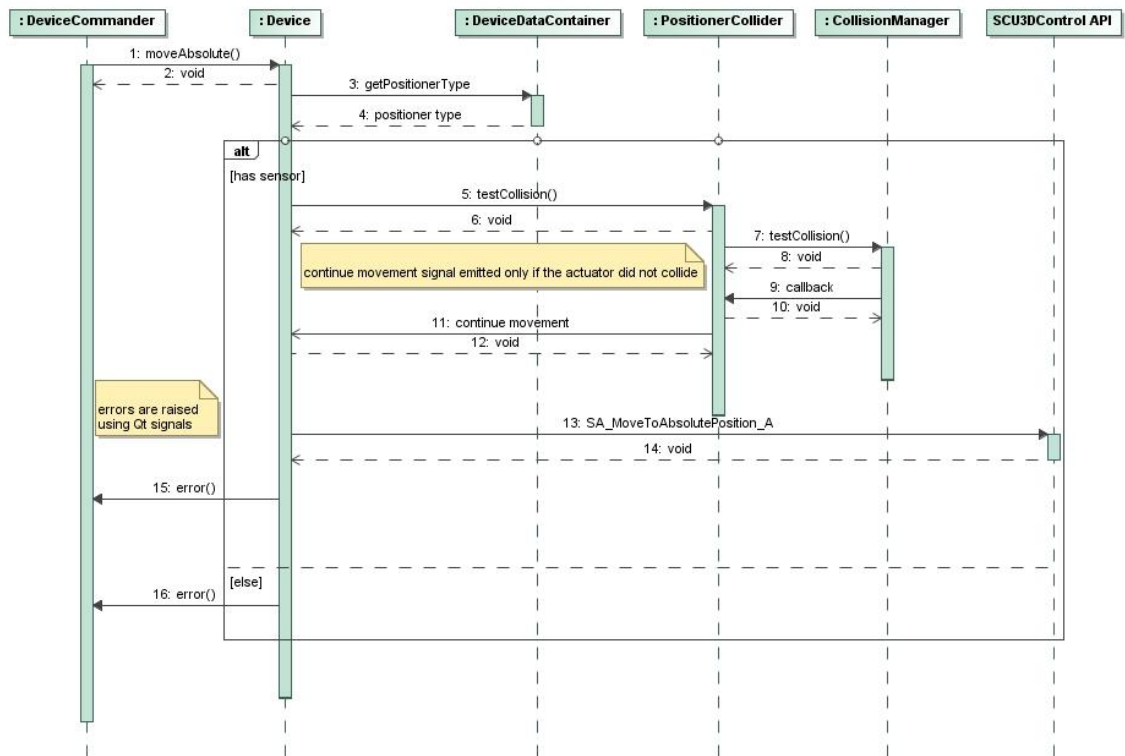 : DeviceCommander
: Device
: DeviceDataContainer
: PositionerCollider
: CollisionManager
SCU3DControl API
1: moveAbsolute()
2: void
3: getPositionerType
4: positioner type
alt
[has sensor]
5: testCollision()
6: void
7: testCollision()
8: void
continue movement signal emitted only if the actuator did not collide
9: callback
10: void
11: continue movement
12: void
errors are raised
using Qt signals
13: SA_MoveToAbsolutePosition_A
14: void
15: error()
[else]
16: error()